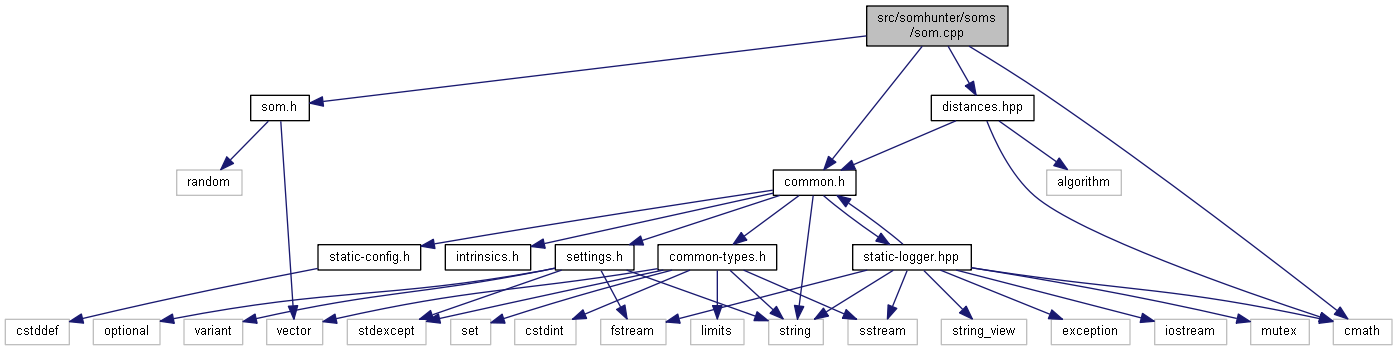 src/somhunter/soms
/som.cpp
som.h
distances.hpp
random
common.h
algorithm
static-config.h
intrinsics.h
settings.h
common-types.h
static-logger.hpp
cstddef
optional
variant
vector
stdexcept
set
cstdint
fstream
limits
string
sstream
string_view
exception
iostream
mutex
cmath